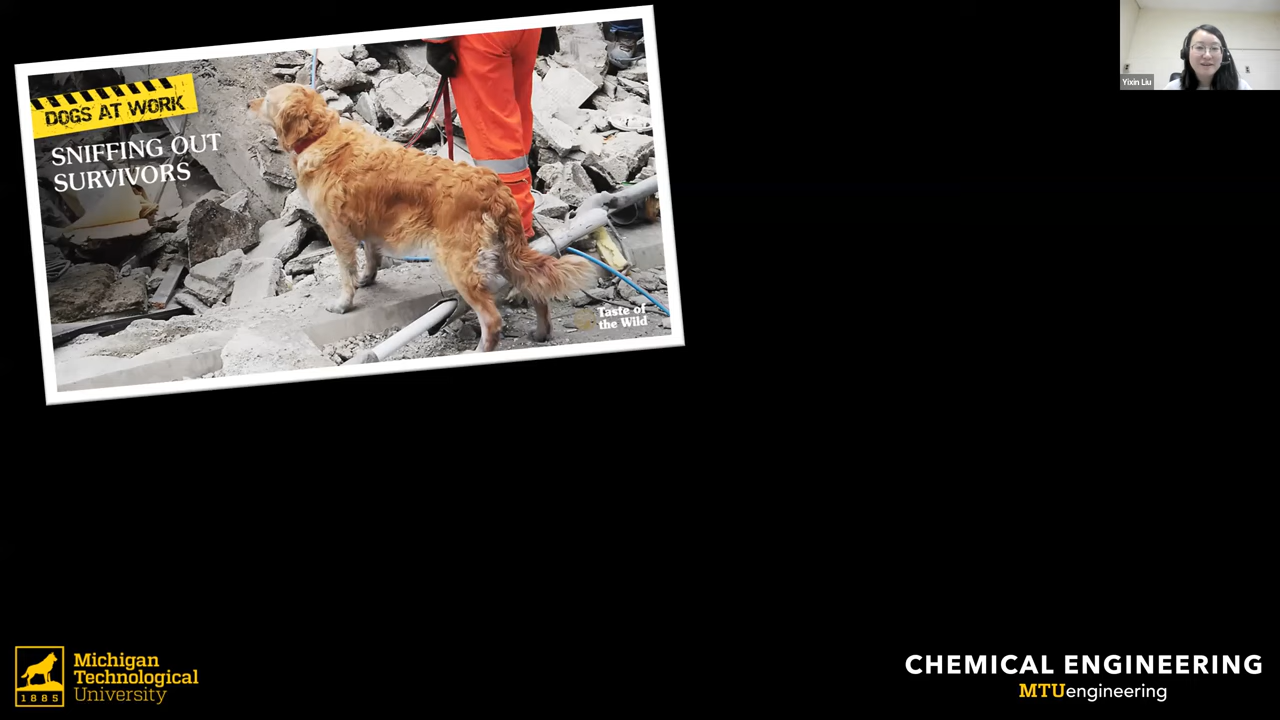 DOGS AT WORK
SNIFFING OUT
SURVIVORS
Taste of
the Wild
Yixin Liu
Michigan
Technological
University
1885
CHEMICAL ENGINEERING
MTUengineering